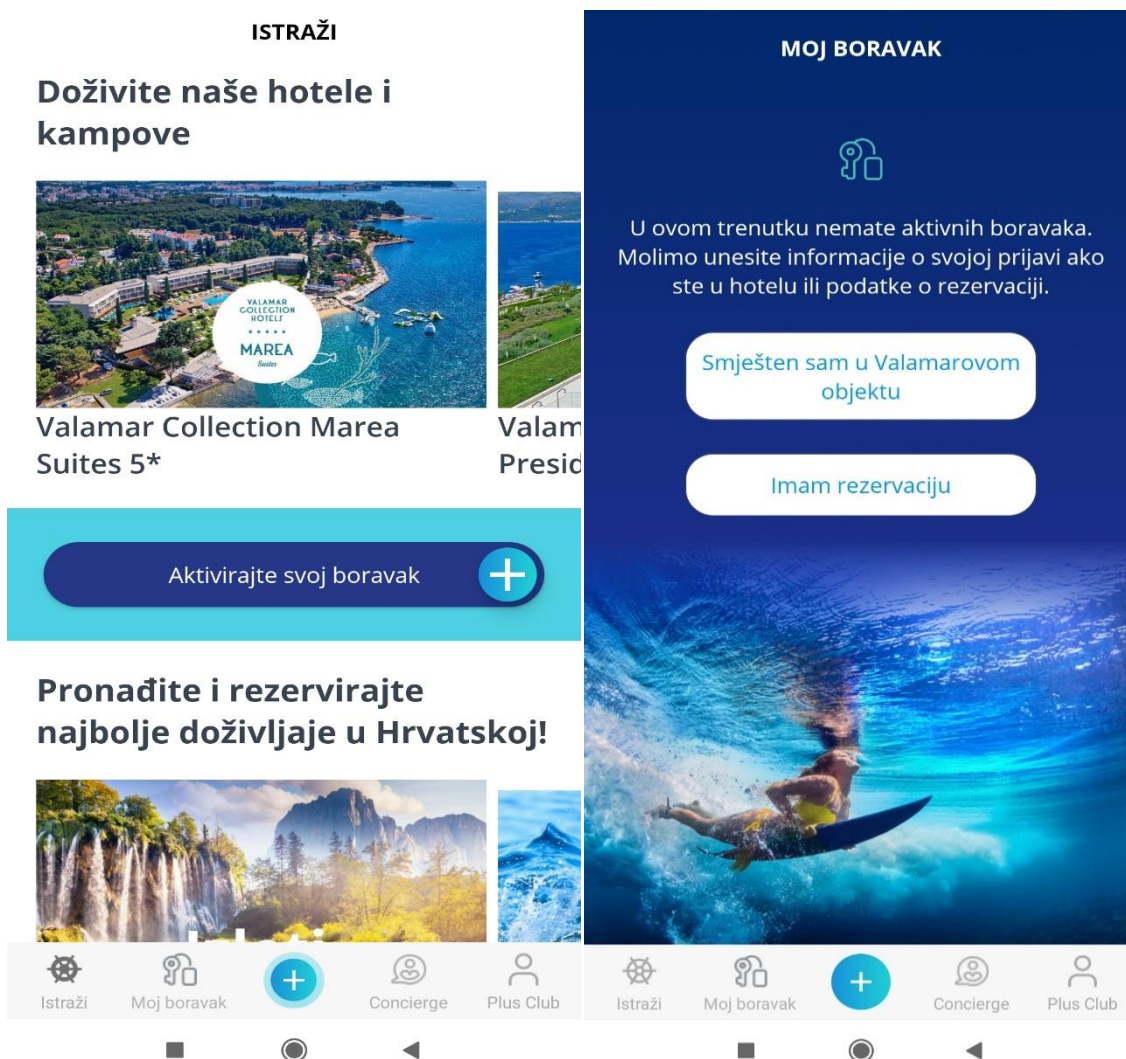 ISTRAŽI
Doživite naše hotele i
kampove
VALAMAR
COLLECTION
HOTELS
MAREA
Suites
Valamar Collection Marea
Suites 5*
Valam
Presid
Aktivirajte svoj boravak
Pronađite i rezervirajte
najbolje doživljaje u Hrvatskoj!
Istraži
Moj boravak
Concierge
Plus Club
MOJ BORAVAK
U ovom trenutku nemate aktivnih boravaka.
Molimo unesite informacije o svojoj prijavi ako
ste u hotelu ili podatke o rezervaciji.
Smješten sam u Valamarovom
objektu
Imam rezervaciju
Istraži
Moj boravak
Concierge
Plus Club